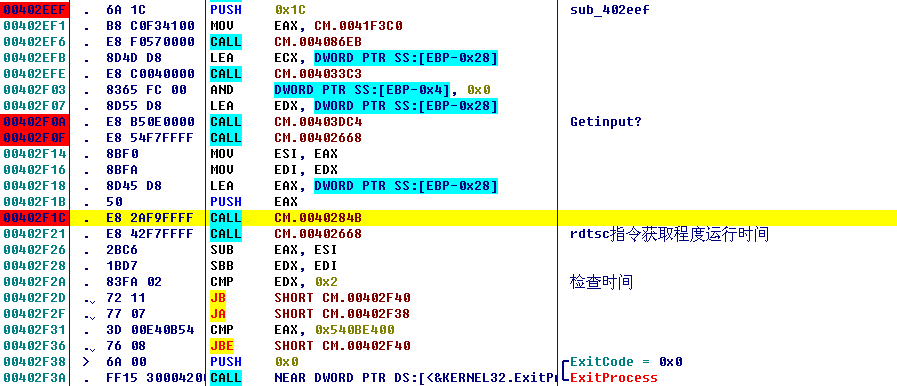 00402EEF . 6A 1C PUSH 0x1C sub_402eef
00402EF1 . B8 C0F34100 MOV EAX, CM.0041F3C0
00402EF6 . E8 F0570000 CALL CM.004086EB
00402EFB . 8D4D D8 LEA ECX, DWORD PTR SS:[EBP-0x28]
00402EFE . E8 C0040000 CALL CM.004033C3
00402F03 . 8365 FC 00 AND DWORD PTR SS:[EBP-0x4], 0x0
00402F07 . 8D55 D8 LEA EDX, DWORD PTR SS:[EBP-0x28]
00402F0A . E8 B50E0000 CALL CM.00403DC4 Getinput?
00402F0F . E8 54F7FFFF CALL CM.00402668
00402F14 . 8BF0 MOV ESI, EAX
00402F16 . 8BFA MOV EDI, EDX
00402F18 . 8D45 D8 LEA EAX, DWORD PTR SS:[EBP-0x28]
00402F1B . 50 PUSH EAX
00402F1C . E8 2AF9FFFF CALL CM.0040284B
00402F21 . E8 42F7FFFF CALL CM.00402668 rdtsc指令获取程度运行时间
00402F26 . 2BC6 SUB EAX, ESI
00402F28 . 1BD7 SBB EDX, EDI
00402F2A . 83FA 02 CMP EDX, 0x2 检查时间
00402F2D . 72 11 JB SHORT CM.00402F40
00402F2F . 77 07 JA SHORT CM.00402F38
00402F31 . 3D 00E40B54 CMP EAX, 0x540BE400
00402F36 . 76 08 JBE SHORT CM.00402F40
00402F38 > 6A 00 PUSH 0x0 ExitCode = 0x0
00402F3A . FF15 30004200 CALL NEAR DWORD PTR DS:[<&KERNEL32.ExitPr ExitProcess